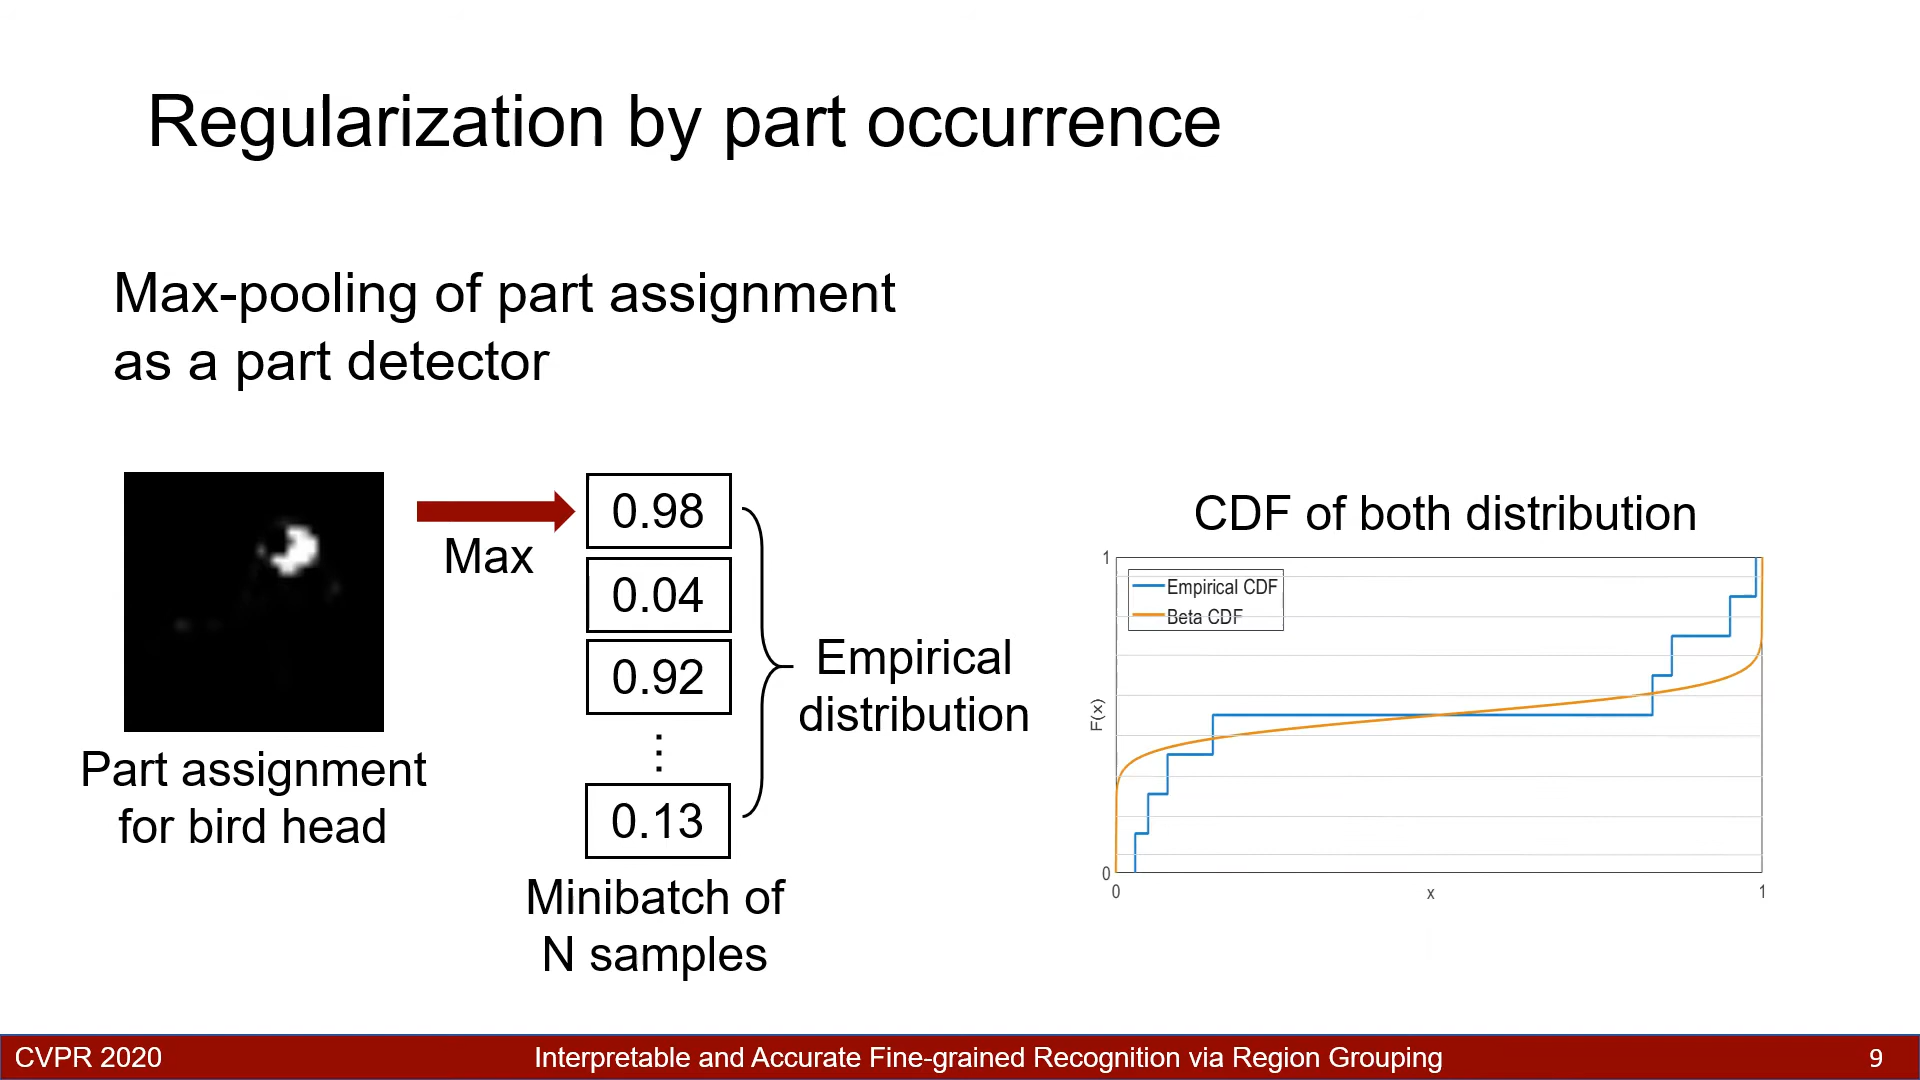 Regularization by part occurrence
Max-pooling of part assignment
as a part detector
Max
0.98
0.04
0.92
⋮
0.13
Part assignment
for bird head
Minibatch of
N samples
Empirical
distribution
CDF of both distribution
1
Empirical CDF
Beta CDF
F(x)
0
0
x
1
CVPR 2020
Interpretable and Accurate Fine-grained Recognition via Region Grouping
9